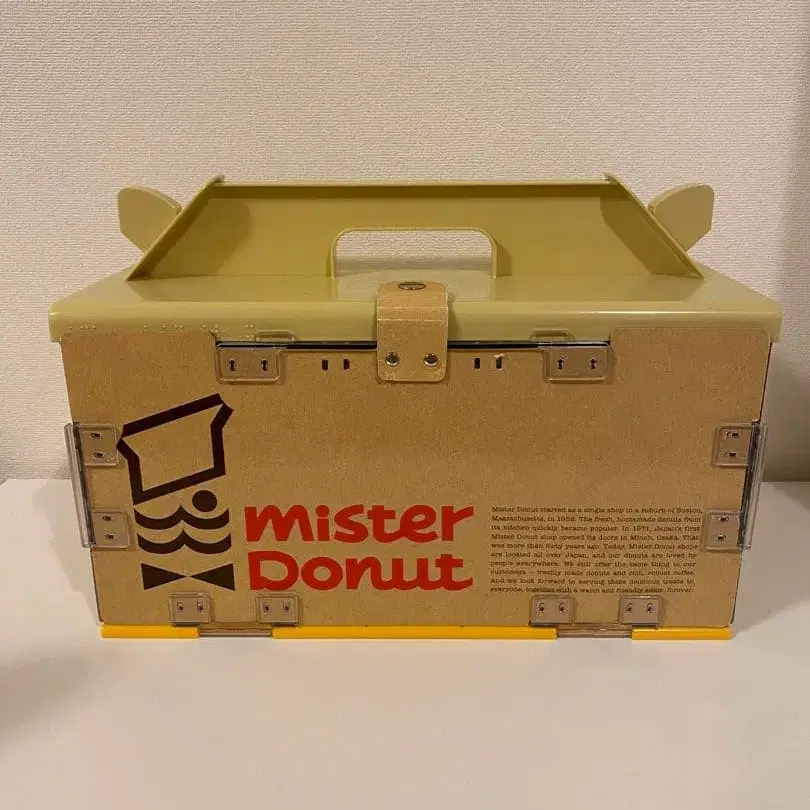 mister
Donut
Mister Donut started as a single shop in a suburb of Boston,
Massachusetts, in 1956. The fresh, homemade donuts from
its kitchen quickly became popular. In 1971, Japan's first
Mister Donut shop opened its doors in Minoh, Osaka. That
was more than forty years ago. Today, Mister Donut shops
are located all over Japan, and our donuts are loved by
people everywhere. We still offer the same thing to our
customers – freshly made donuts and rich, robust coffee.
And we look forward to serving these delicious treats to
everyone, together with a warm and friendly smile, forever.